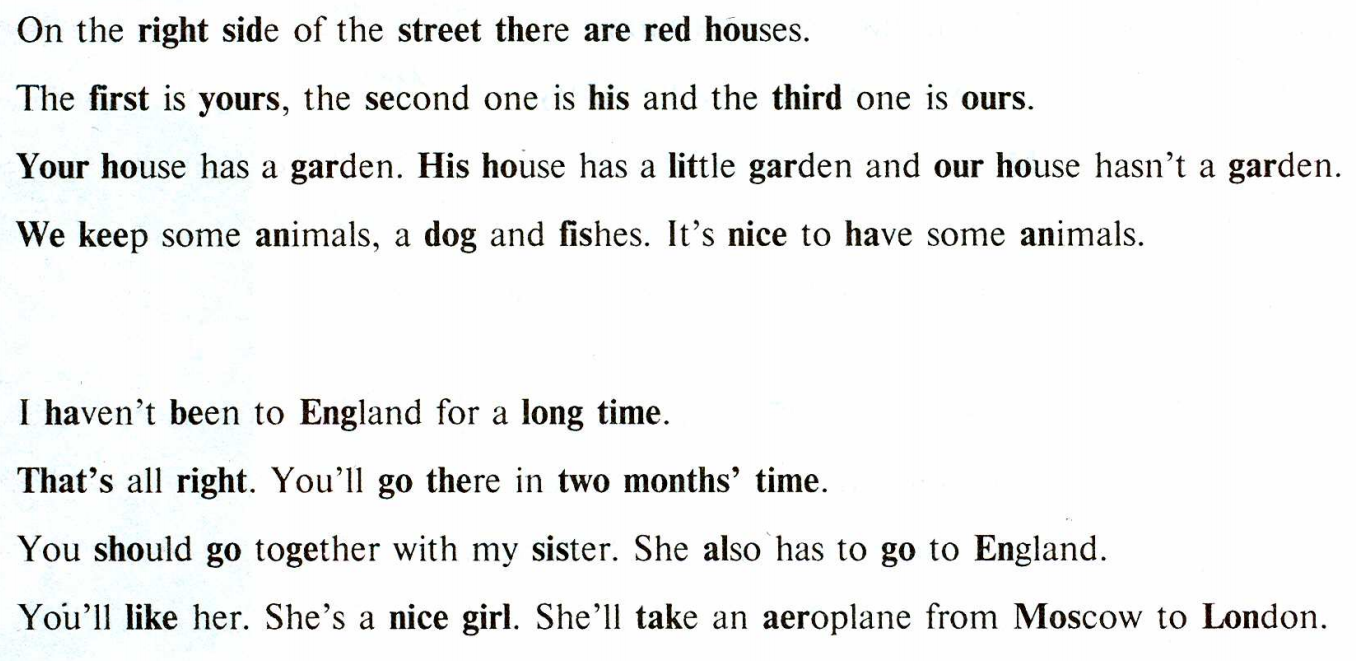 On the right side of the street there are red houses.
The first is yours, the second one is his and the third one is ours.
Your house has a garden. His house has a little garden and our house hasn't a garden.
We keep some animals, a dog and fishes. It's nice to have some animals.
I haven't been to England for a long time.
That's all right. You'll go there in two months' time.
You should go together with my sister. She also has to go to England.
You'll like her. She's a nice girl. She'll take an aeroplane from Moscow to London.